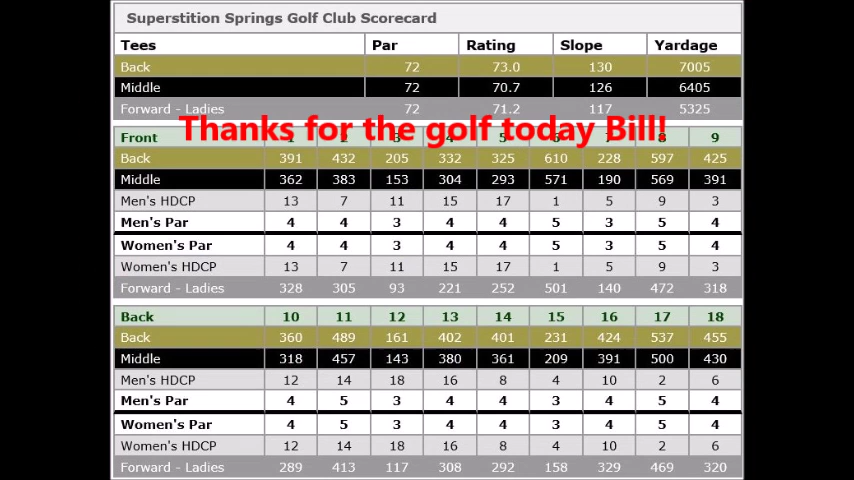 Superstition Springs Golf Club Scorecard
Tees Par Rating Slope Yardage
Back 72 73.0 130 7005
Middle 72 70.7 126 6405
Forward - Ladies 72 71.2 117 5325
Thanks for the golf today Bill!
Front 1 2 3 4 5 6 7 8 9
Back 391 432 205 332 325 610 228 597 425
Middle 362 383 153 304 293 571 190 569 391
Men's HDCP 13 7 11 15 17 1 5 9 3
Men's Par 4 4 3 4 4 5 3 5 4
Women's Par 4 4 3 4 4 5 3 5 4
Women's HDCP 13 7 11 15 17 1 5 9 3
Forward - Ladies 328 305 93 221 252 501 140 472 318
Back 10 11 12 13 14 15 16 17 18
Back 360 489 161 402 401 231 424 537 455
Middle 318 457 143 380 361 209 391 500 430
Men's HDCP 12 14 18 16 8 4 10 2 6
Men's Par 4 5 3 4 4 3 4 5 4
Women's Par 4 5 3 4 4 3 4 5 4
Women's HDCP 12 14 18 16 8 4 10 2 6
Forward - Ladies 289 413 117 308 292 158 329 469 320